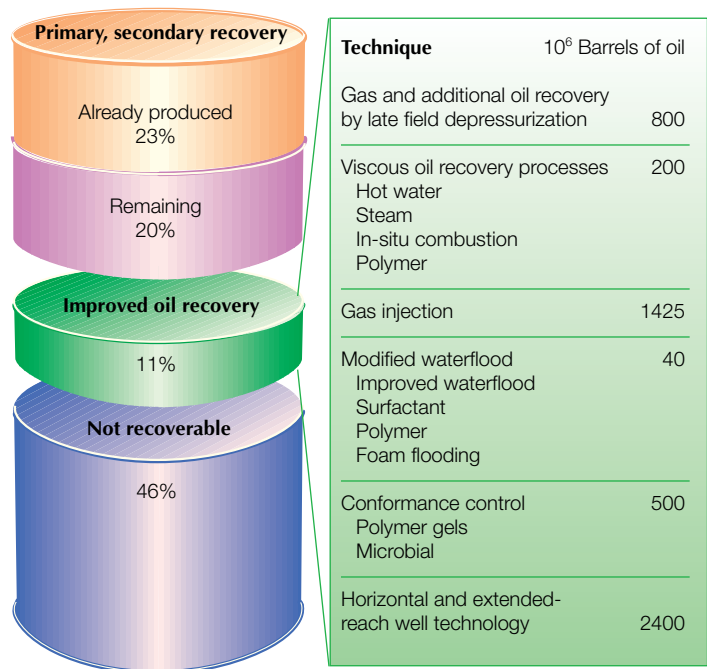 Primary, secondary recovery
Already produced
23%
Remaining
20%
Improved oil recovery
11%
Not recoverable
46%
Technique 10⁶ Barrels of oil
Gas and additional oil recovery
by late field depressurization 800
Viscous oil recovery processes 200
Hot water
Steam
In-situ combustion
Polymer
Gas injection 1425
Modified waterflood 40
Improved waterflood
Surfactant
Polymer
Foam flooding
Conformance control 500
Polymer gels
Microbial
Horizontal and extended-
reach well technology 2400